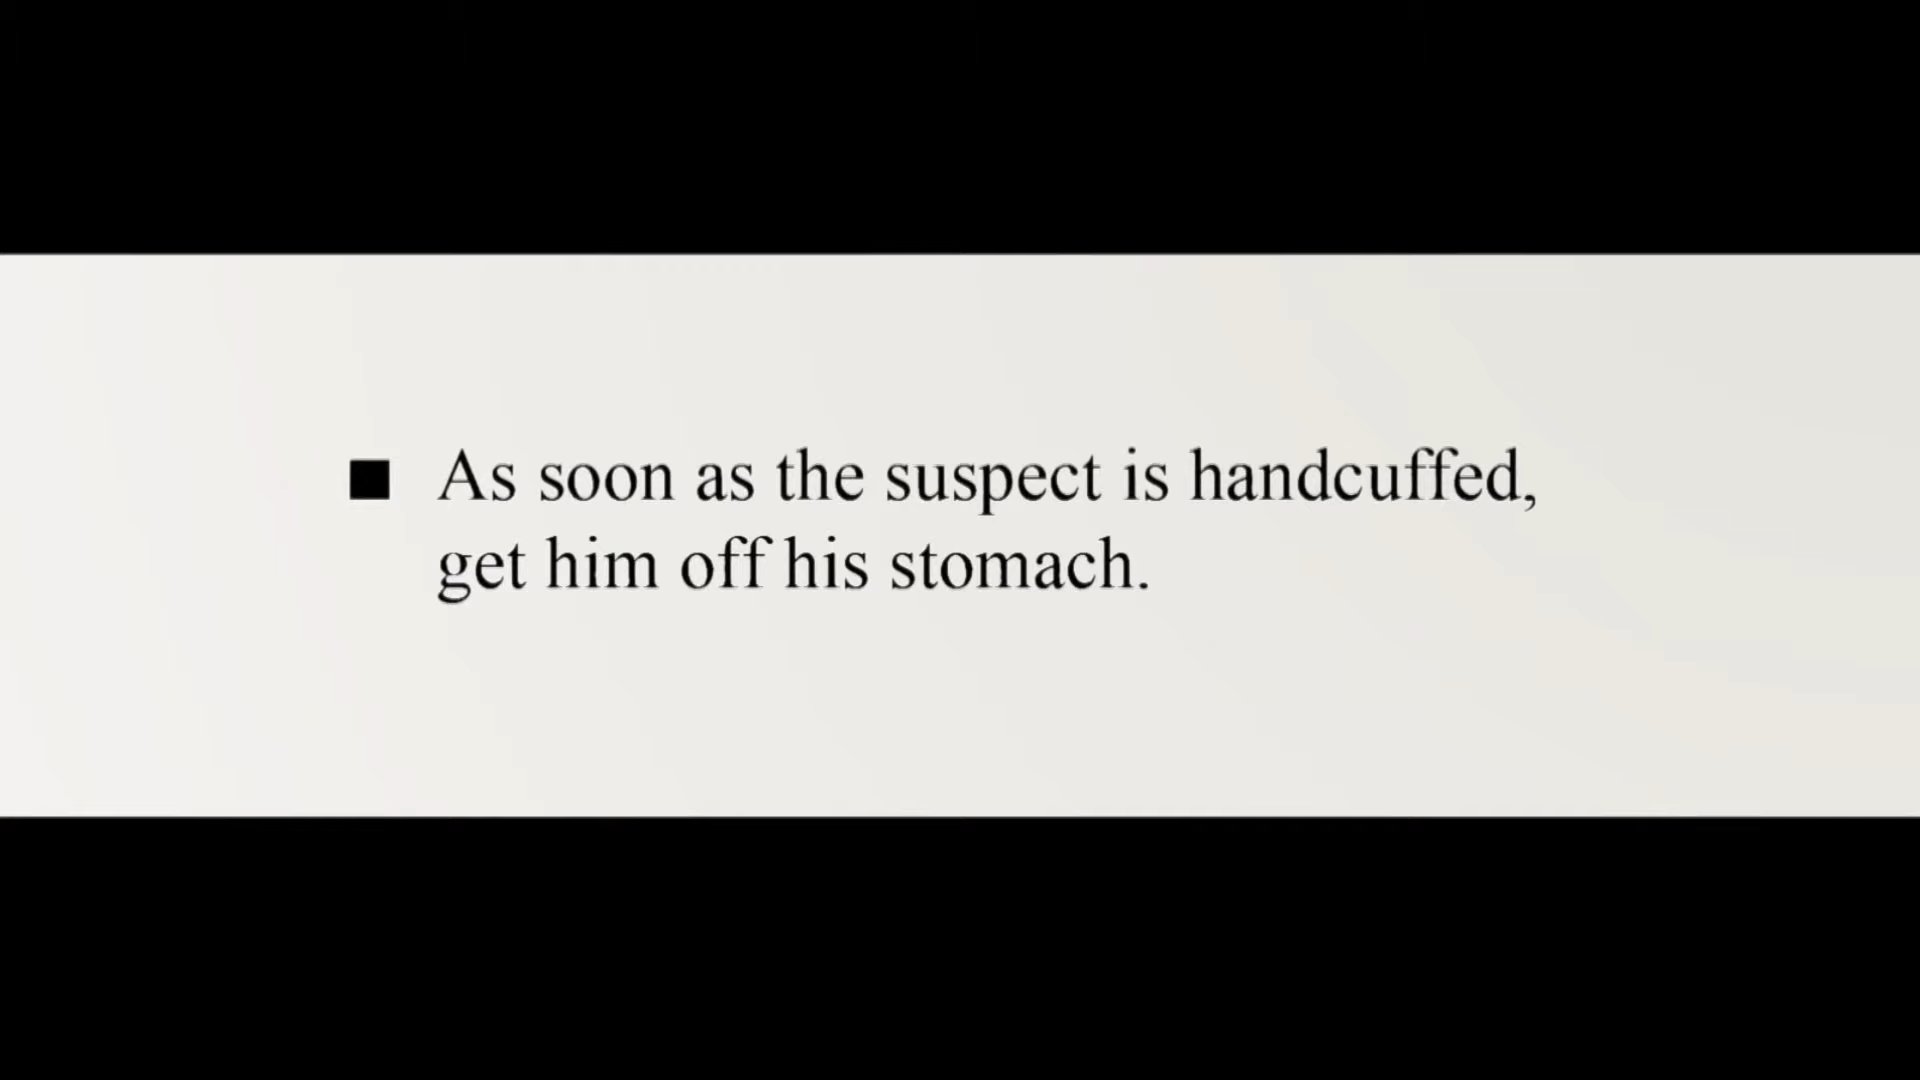 ■ As soon as the suspect is handcuffed,
get him off his stomach.